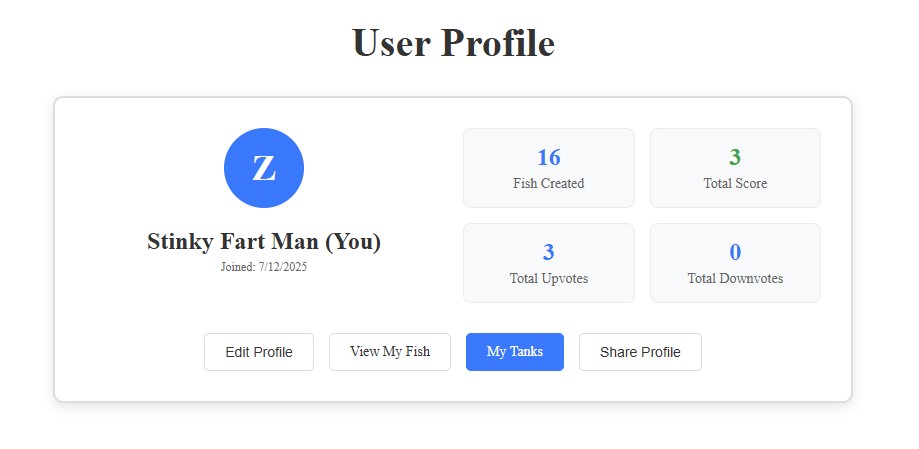 User Profile
Z
Stinky Fart Man (You)
Joined: 7/12/2025
16
Fish Created
3
Total Score
3
Total Upvotes
0
Total Downvotes
Edit Profile
View My Fish
My Tanks
Share Profile